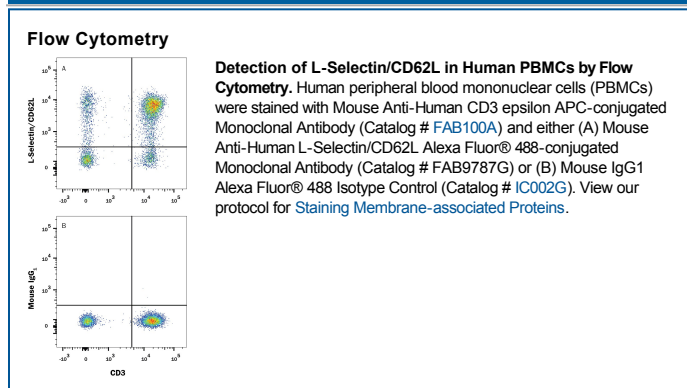 Flow Cytometry
A
10⁵
10⁴
10³
0
L-Selectin/CD62L
-10³ 0 10³ 10⁴ 10⁵
B
10⁵
10⁴
10³
0
Mouse IgG₁
-10³ 0 10³ 10⁴ 10⁵
CD3
Detection of L-Selectin/CD62L in Human PBMCs by Flow
Cytometry. Human peripheral blood mononuclear cells (PBMCs)
were stained with Mouse Anti-Human CD3 epsilon APC-conjugated
Monoclonal Antibody (Catalog # FAB100A) and either (A) Mouse
Anti-Human L-Selectin/CD62L Alexa Fluor® 488-conjugated
Monoclonal Antibody (Catalog # FAB9787G) or (B) Mouse IgG1
Alexa Fluor® 488 Isotype Control (Catalog # IC002G). View our
protocol for Staining Membrane-associated Proteins.